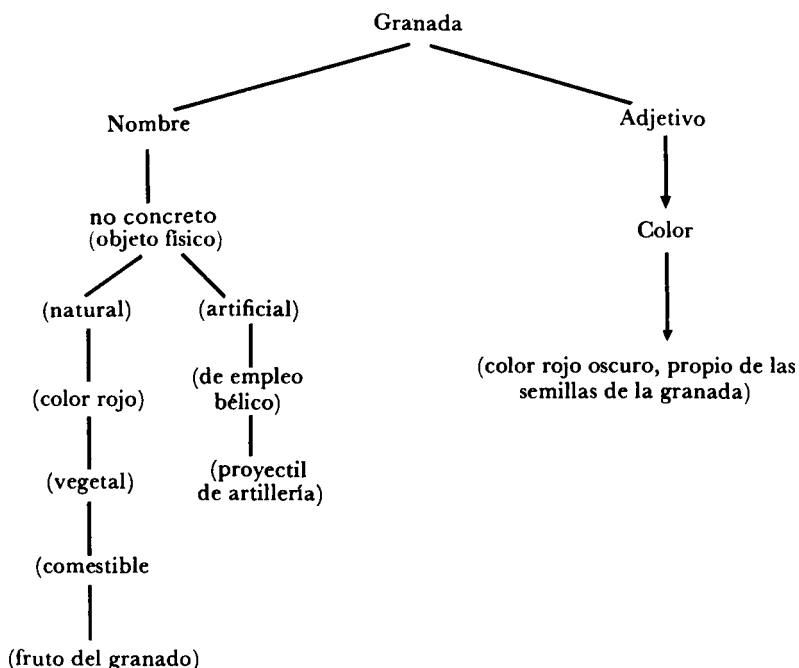 Granada
Nombre
Adjetivo
no concreto
(objeto físico)
Color
(natural)
(artificial)
(color rojo oscuro, propio de las
semillas de la granada)
(color rojo)
(de empleo
bélico)
(vegetal)
(proyectil
de artillería)
(comestible
(fruto del granado)